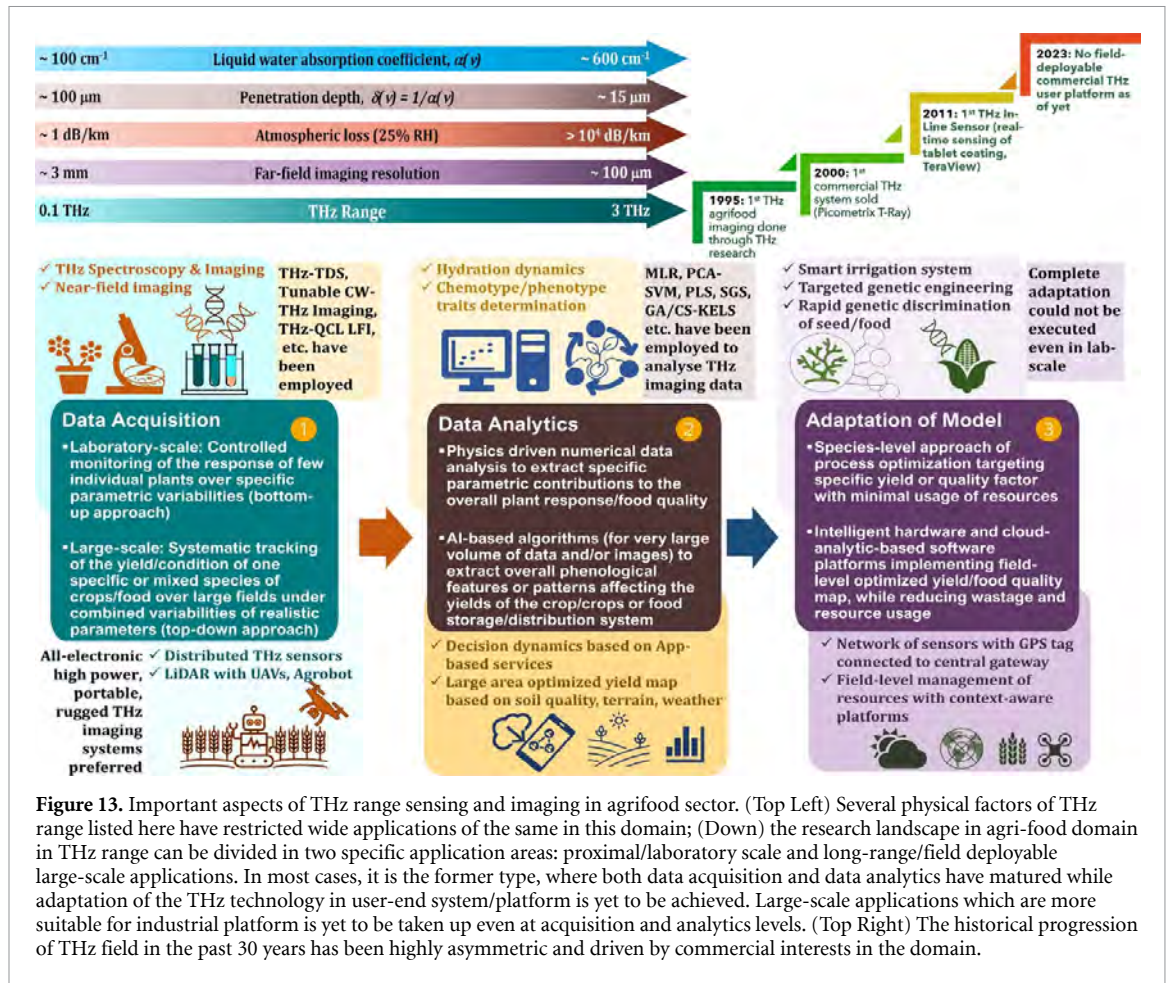 ~ 100 cm⁻¹ Liquid water absorption coefficient, α(ν) ~ 600 cm⁻¹
~ 100 μm Penetration depth, δ(ν) = 1/α(ν) ~ 15 μm
~ 1 dB/km Atmospheric loss (25% RH) > 10⁴ dB/km
~ 3 mm Far-field imaging resolution ~ 100 μm
0.1 THz THz Range 3 THz
1995: 1ˢᵗ THz
agrifood
imaging done
through THz
research
2000: 1ˢᵗ
commercial THz
system sold
(Picometrix T-Ray)
2011: 1ˢᵗ THz In-
Line Sensor (real-
time sensing of
tablet coating,
TeraView)
2023: No field-
deployable
commercial THz
user platform as
of yet
✓ THz Spectroscopy & Imaging
✓ Near-field imaging
THz-TDS,
Tunable CW-
THz Imaging,
THz-QCL LFI,
etc. have
been
employed
✓ Hydration dynamics
✓ Chemotype/phenotype
traits determination
MLR, PCA-
SVM, PLS, SGS,
GA/CS-KELS
etc. have been
employed to
analyse THz
imaging data
✓ Smart irrigation system
✓ Targeted genetic engineering
✓ Rapid genetic discrimination
of seed/food
Complete
adaptation
could not be
executed
even in lab-
scale
Data Acquisition 1
•Laboratory-scale: Controlled
monitoring of the response of few
individual plants over specific
parametric variabilities (bottom-
up approach)
•Large-scale: Systematic tracking
of the yield/condition of one
specific or mixed species of
crops/food over large fields under
combined variabilities of realistic
parameters (top-down approach)
Data Analytics 2
•Physics driven numerical data
analysis to extract specific
parametric contributions to the
overall plant response/food quality
•AI-based algorithms (for very large
volume of data and/or images) to
extract overall phenological
features or patterns affecting the
yields of the crop/crops or food
storage/distribution system
Adaptation of Model 3
•Species-level approach of
process optimization targeting
specific yield or quality factor
with minimal usage of resources
•Intelligent hardware and cloud-
analytic-based software
platforms implementing field-
level optimized yield/food quality
map, while reducing wastage and
resource usage
All-electronic
high power,
portable,
rugged THz
imaging
systems
preferred
✓ Distributed THz sensors
✓ LiDAR with UAVs, Agrobot
✓ Decision dynamics based on App-
based services
✓ Large area optimized yield map
based on soil quality, terrain, weather
✓ Network of sensors with GPS tag
connected to central gateway
✓ Field-level management of
resources with context-aware
platforms
Figure 13. Important aspects of THz range sensing and imaging in agrifood sector. (Top Left) Several physical factors of THz
range listed here have restricted wide applications of the same in this domain; (Down) the research landscape in agri-food domain
in THz range can be divided in two specific application areas: proximal/laboratory scale and long-range/field deployable
large-scale applications. In most cases, it is the former type, where both data acquisition and data analytics have matured while
adaptation of the THz technology in user-end system/platform is yet to be achieved. Large-scale applications which are more
suitable for industrial platform is yet to be taken up even at acquisition and analytics levels. (Top Right) The historical progression
of THz field in the past 30 years has been highly asymmetric and driven by commercial interests in the domain.